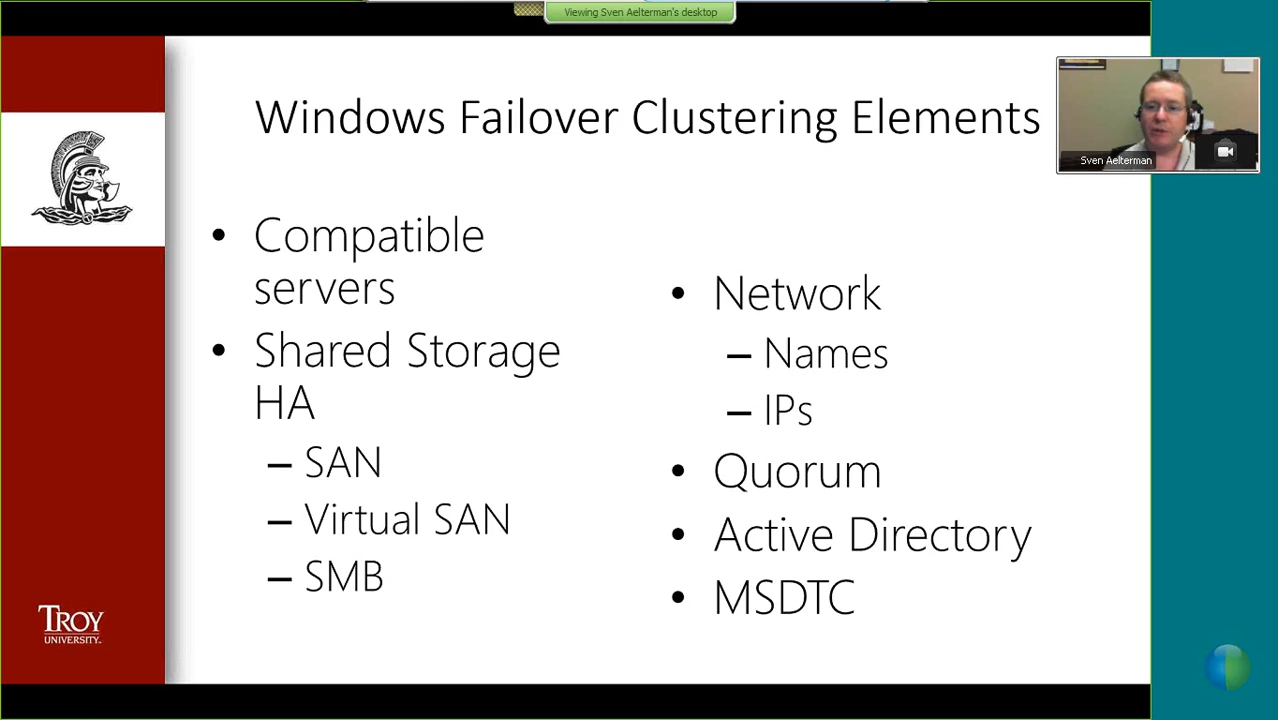 Viewing Sven Aelterman's desktop
Windows Failover Clustering Elements
Sven Aelterman
• Compatible
servers
• Shared Storage
HA
– SAN
– Virtual SAN
– SMB
• Network
– Names
– IPs
• Quorum
• Active Directory
• MSDTC
TROY
UNIVERSITY